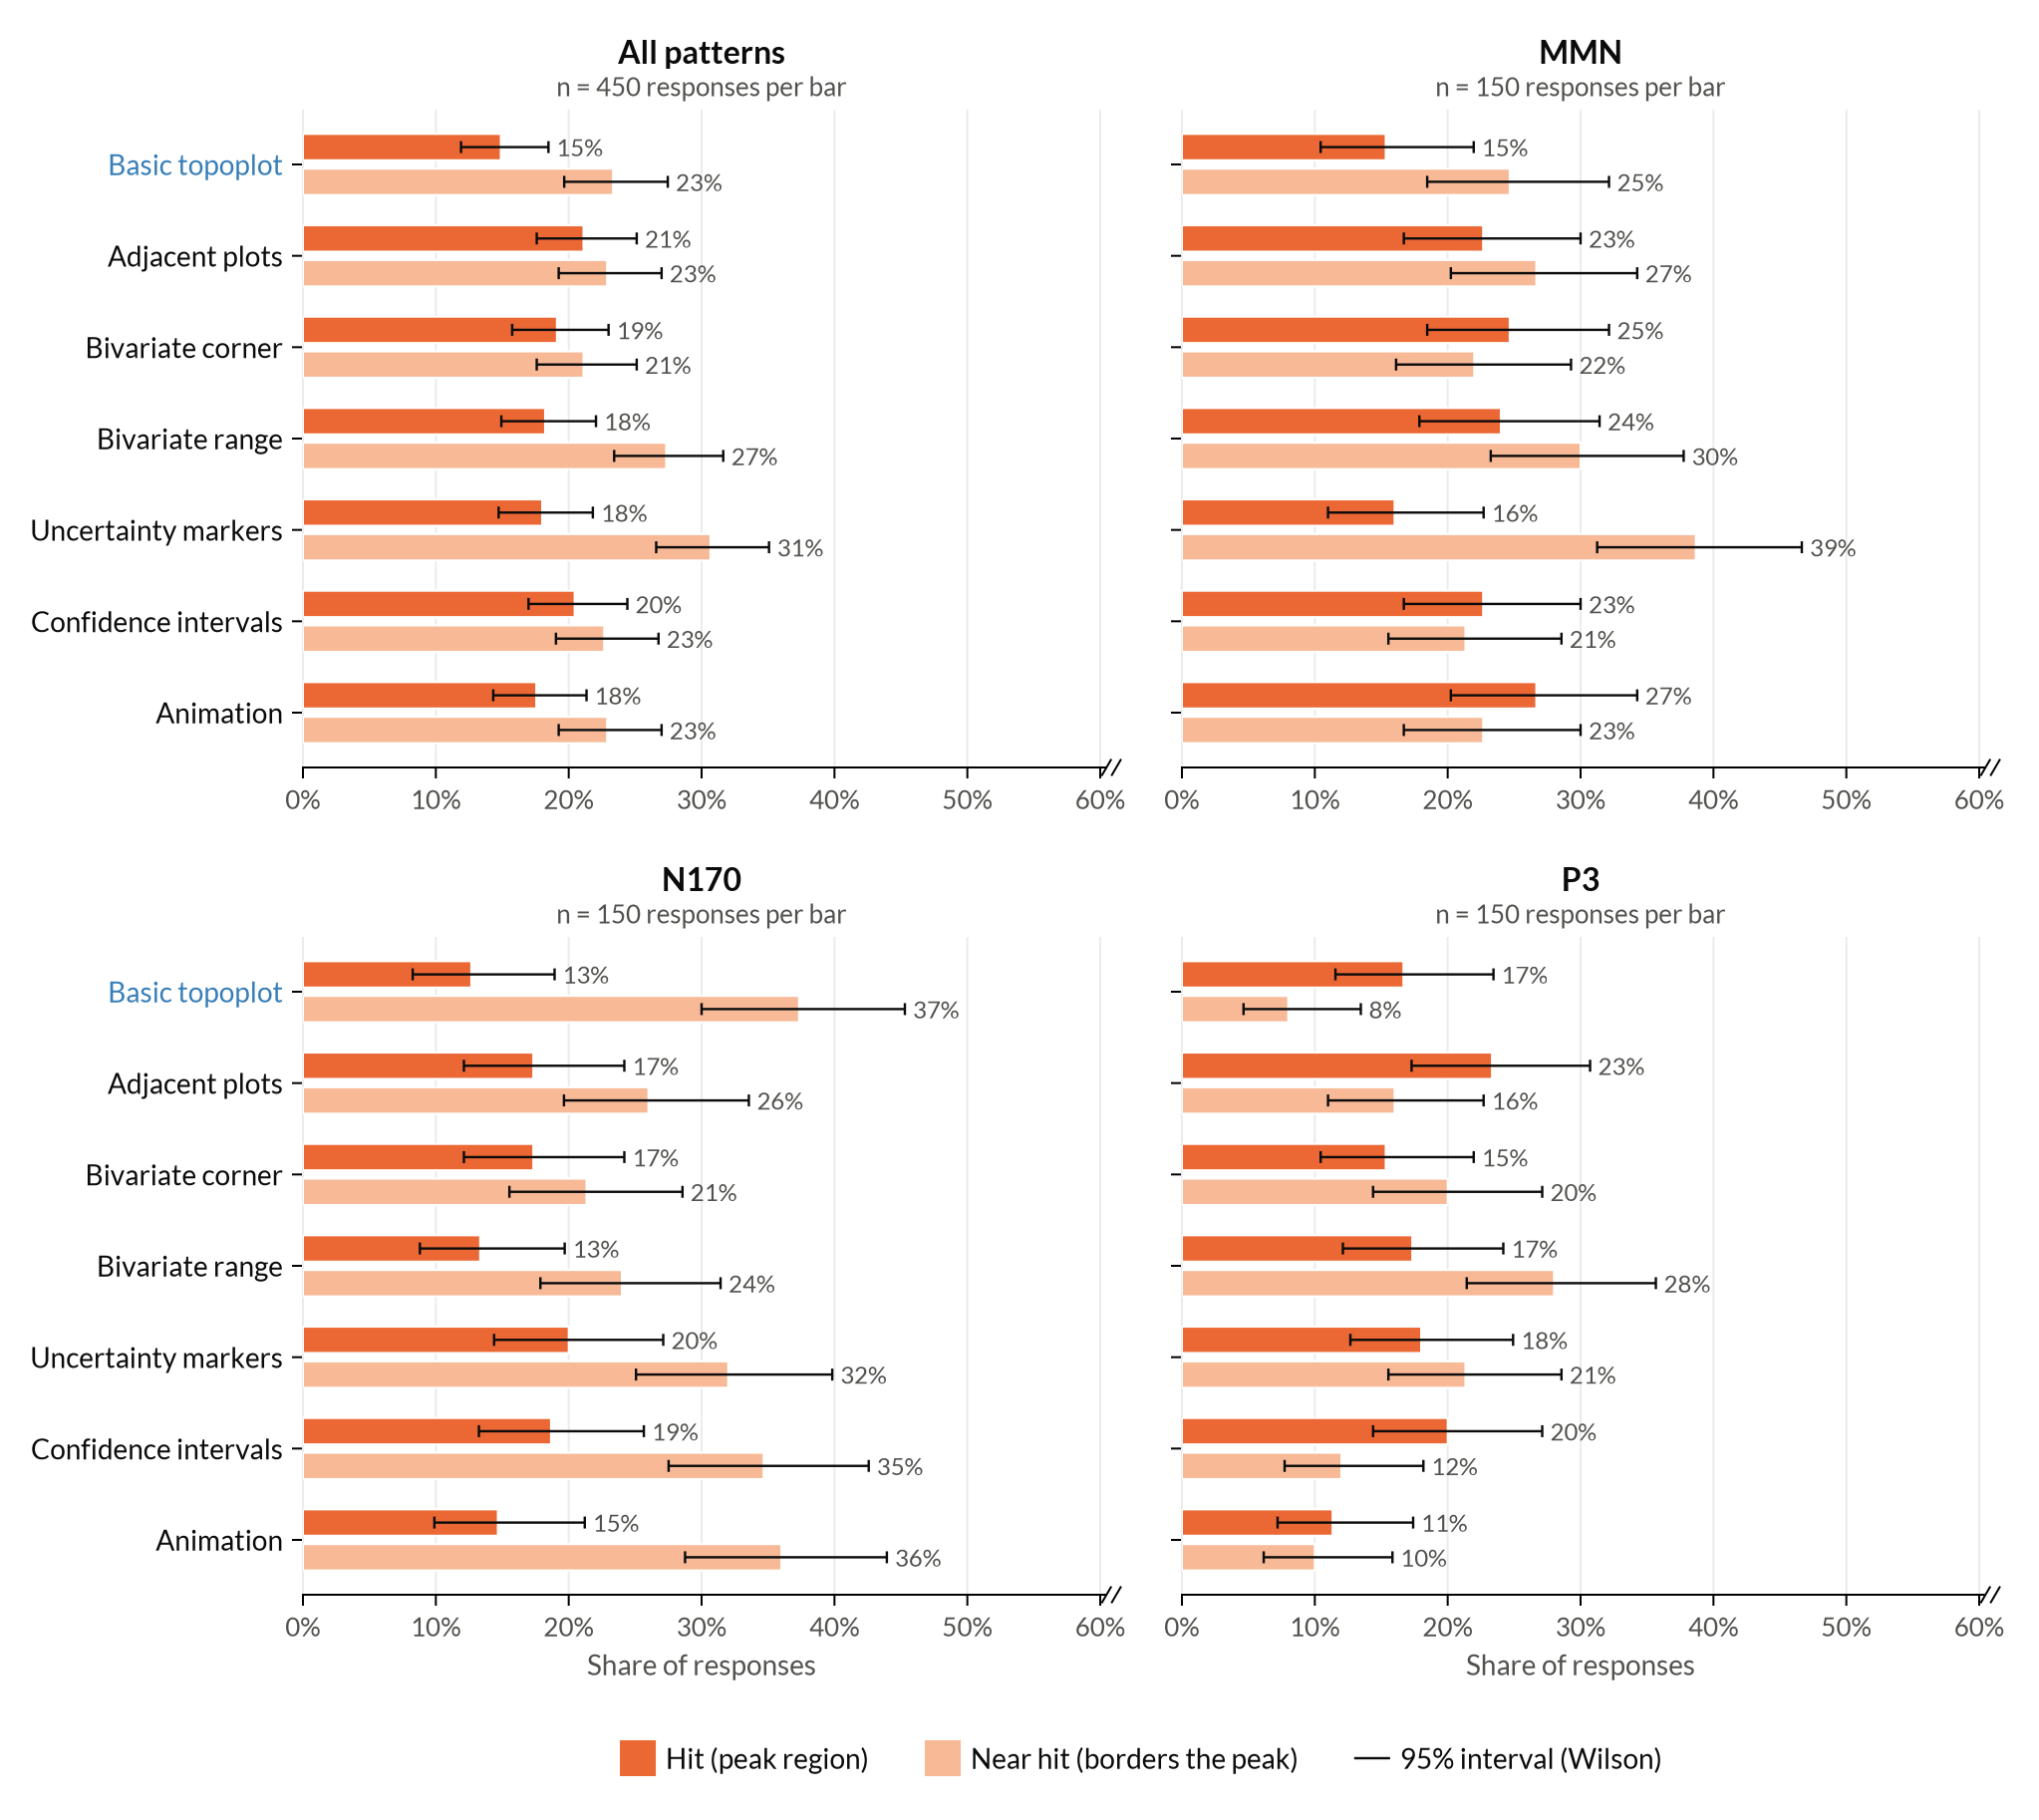 All patterns
n = 450 responses per bar
Basic topoplot
15%
23%
Adjacent plots
21%
23%
Bivariate corner
19%
21%
Bivariate range
18%
27%
Uncertainty markers
18%
31%
Confidence intervals
20%
23%
Animation
18%
23%
0% 10% 20% 30% 40% 50% 60%
MMN
n = 150 responses per bar
15%
25%
23%
27%
25%
22%
24%
30%
16%
39%
23%
21%
27%
23%
0% 10% 20% 30% 40% 50% 60%
N170
n = 150 responses per bar
Basic topoplot
13%
37%
Adjacent plots
17%
26%
Bivariate corner
17%
21%
Bivariate range
13%
24%
Uncertainty markers
20%
32%
Confidence intervals
19%
35%
Animation
15%
36%
0% 10% 20% 30% 40% 50% 60%
Share of responses
P3
n = 150 responses per bar
17%
8%
23%
16%
15%
20%
17%
28%
18%
21%
20%
12%
11%
10%
0% 10% 20% 30% 40% 50% 60%
Share of responses
Hit (peak region)
Near hit (borders the peak)
95% interval (Wilson)